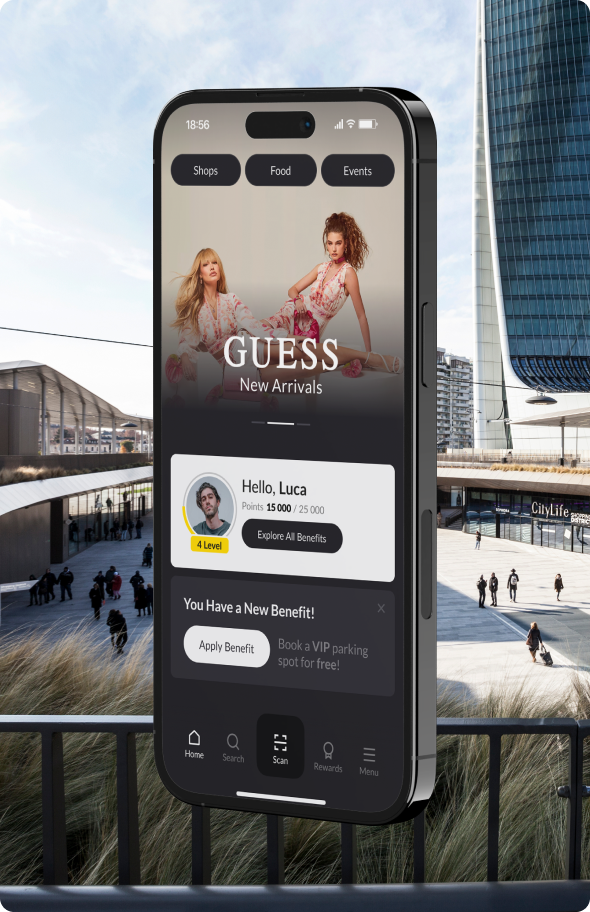 18:56
Shops
Food
Events
GUESS
New Arrivals
Hello, Luca
Points 15 000 / 25 000
4 Level
Explore All Benefits
You Have a New Benefit!
Apply Benefit
Book a VIP parking
spot for free!
Home
Search
Scan
Rewards
Menu
CityLife
SHOPPING
DISTRICT